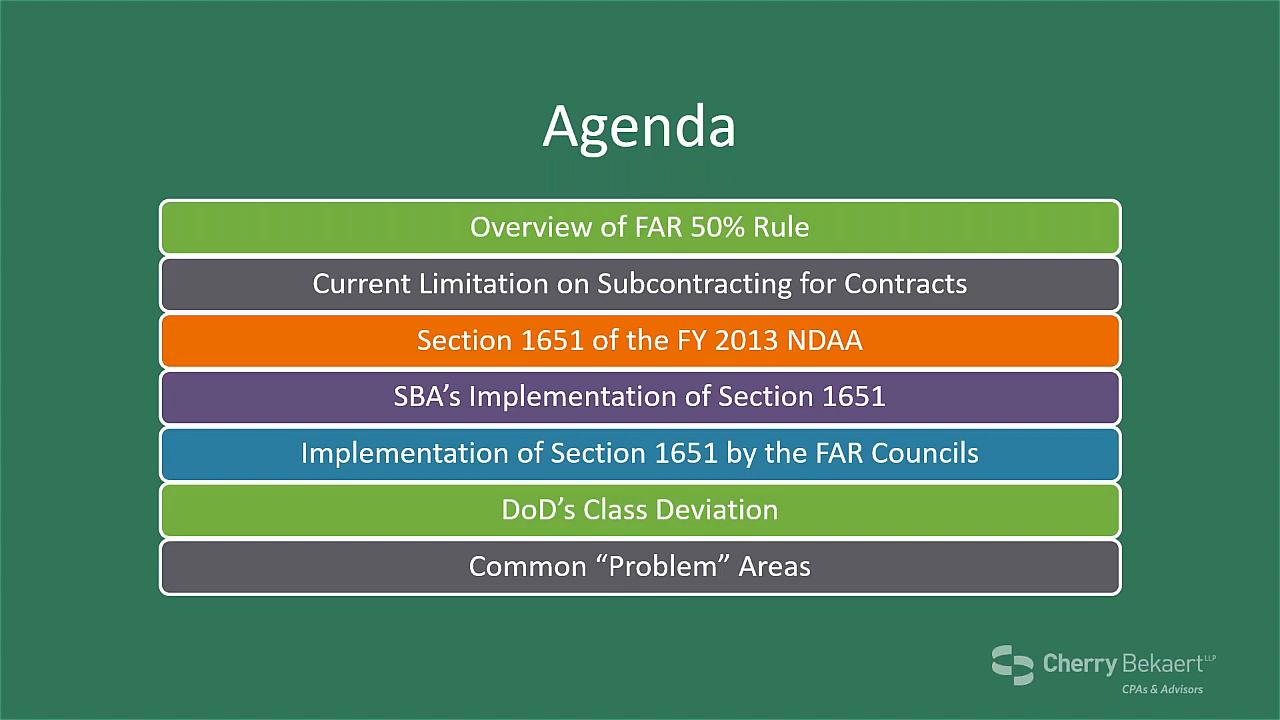 Agenda
Overview of FAR 50% Rule
Current Limitation on Subcontracting for Contracts
Section 1651 of the FY 2013 NDAA
SBA’s Implementation of Section 1651
Implementation of Section 1651 by the FAR Councils
DoD’s Class Deviation
Common “Problem” Areas
Cherry Bekaert LLP
CPAs & Advisors